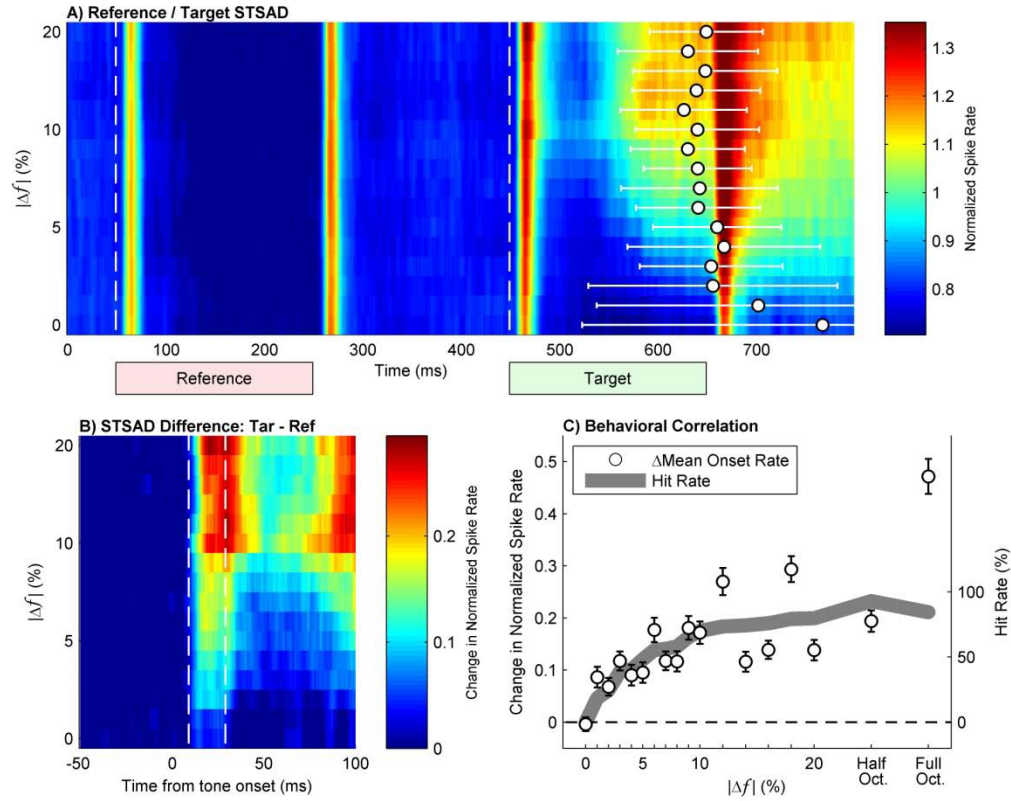 A) Reference / Target STSAD
20
10
5
0
|Δf| (%)
0
100
200
300
400
500
600
700
Time (ms)
Reference
Target
1.3
1.2
1.1
1
0.9
0.8
Normalized Spike Rate
B) STSAD Difference: Tar - Ref
20
10
5
0
|Δf| (%)
-50
0
50
100
Time from tone onset (ms)
0.2
0.1
0
Change in Normalized Spike Rate
C) Behavioral Correlation
ΔMean Onset Rate
Hit Rate
0.5
0.4
0.3
0.2
0.1
0
Change in Normalized Spike Rate
100
50
0
Hit Rate (%)
0
10
20
Half Oct.
Full Oct.
|Δf| (%)